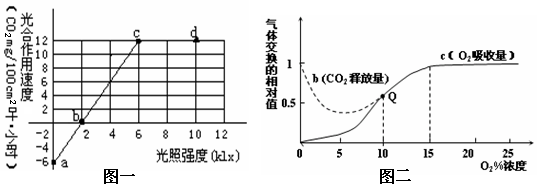 光合作用速度
(CO₂mg/100cm²叶·小时)
12
10
8
6
4
2
-2
-4
-6
a
b
c
d
2
4
6
8
10
12
光照强度(klx)
图一
气体交换的相对值
1
0.5
b (CO₂释放量)
c ( O₂吸收量)
Q
0
5
10
15
20
25
O₂%浓度
图二